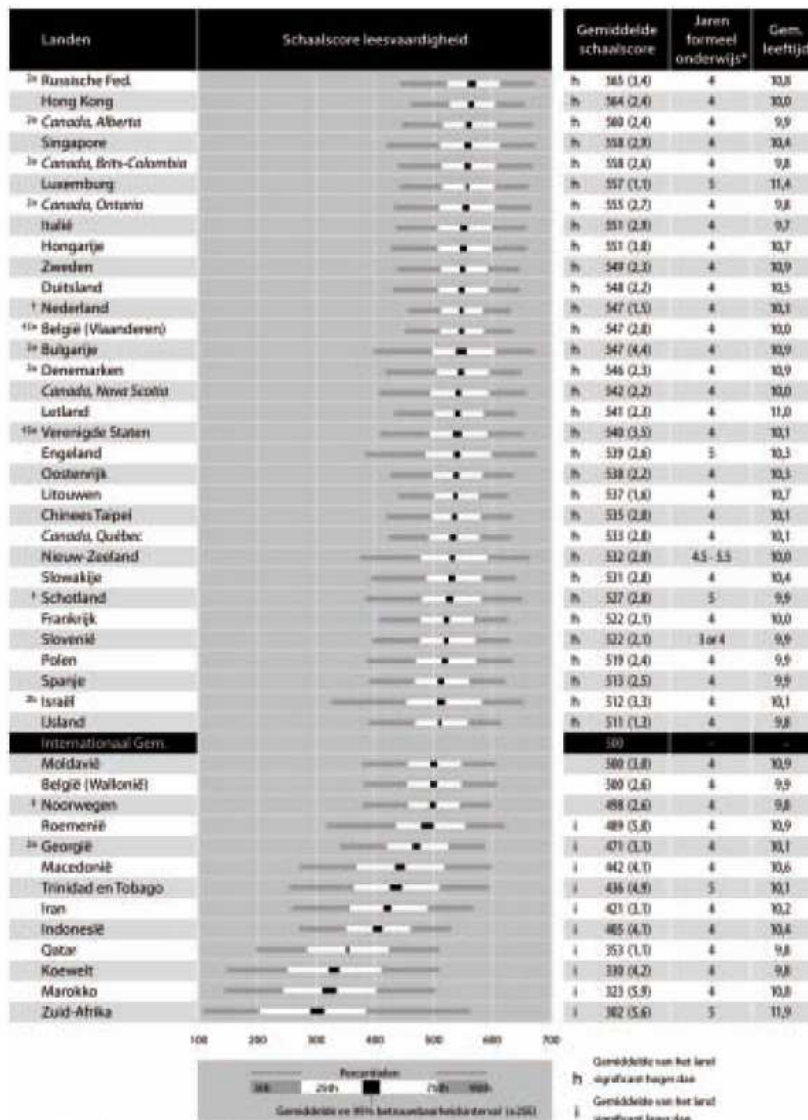 Landen Schaalscore leesvaardigheid Gemiddelde schaalscore Jaren formeel onderwijs* Gem. leeftijd
2a Russische Fed. h 565 (3,4) 4 10,8
Hong Kong h 564 (2,4) 4 10,0
2a Canada, Alberta h 560 (2,4) 4 9,9
Singapore h 558 (2,9) 4 10,4
2a Canada, Brits-Colombia h 558 (2,6) 4 9,8
Luxemburg h 557 (1,1) 5 11,4
2a Canada, Ontario h 555 (2,7) 4 9,8
Italië h 551 (2,9) 4 9,7
Hongarije h 551 (3,0) 4 10,7
Zweden h 549 (2,3) 4 10,9
Duitsland h 548 (2,2) 4 10,5
† Nederland h 547 (1,5) 4 10,3
België (Vlaanderen) h 547 (2,0) 4 10,0
2a Bulgarije h 547 (4,4) 4 10,9
2a Denemarken h 546 (2,3) 4 10,9
Canada, Nova Scotia h 542 (2,2) 4 10,0
Letland h 541 (2,3) 4 11,0
Verenigde Staten h 540 (3,5) 4 10,1
Engeland h 539 (2,6) 5 10,3
Oostenrijk h 538 (2,2) 4 10,3
Litouwen h 537 (1,6) 4 10,7
Chinees Taipei h 535 (2,0) 4 10,1
Canada, Québec h 533 (2,8) 4 10,1
Nieuw-Zeeland h 532 (2,0) 4.5 - 5.5 10,0
Slowakije h 531 (2,8) 4 10,4
† Schotland h 527 (2,8) 5 9,9
Frankrijk h 522 (2,1) 4 10,0
Slovenië h 522 (2,1) 3 or 4 9,9
Polen h 519 (2,4) 4 9,9
Spanje h 513 (2,5) 4 9,9
2b Israël h 512 (3,3) 4 10,1
IJsland h 511 (1,3) 4 9,8
Internationaal Gem. 500 - -
Moldavië 500 (3,0) 4 10,9
België (Wallonië) 500 (2,6) 4 9,9
‡ Noorwegen 498 (2,6) 4 9,8
Roemenië i 489 (5,0) 4 10,9
2a Georgië i 471 (3,1) 4 10,1
Macedonië i 442 (4,1) 4 10,6
Trinidad en Tobago i 436 (4,9) 5 10,1
Iran i 421 (3,1) 4 10,2
Indonesië i 405 (4,1) 4 10,4
Qatar i 353 (1,1) 4 9,8
Koeweit i 330 (4,2) 4 9,8
Marokko i 323 (5,9) 4 10,8
Zuid-Afrika i 302 (5,6) 5 11,9
100 200 300 400 500 600 700
Percentielen
5th 25th 75th 95th
Gemiddelde en 95% betrouwbaarheidsinterval (±2SE)
Gemiddelde van het land
h significant hoger dan
Gemiddelde van het land
i significant lager dan